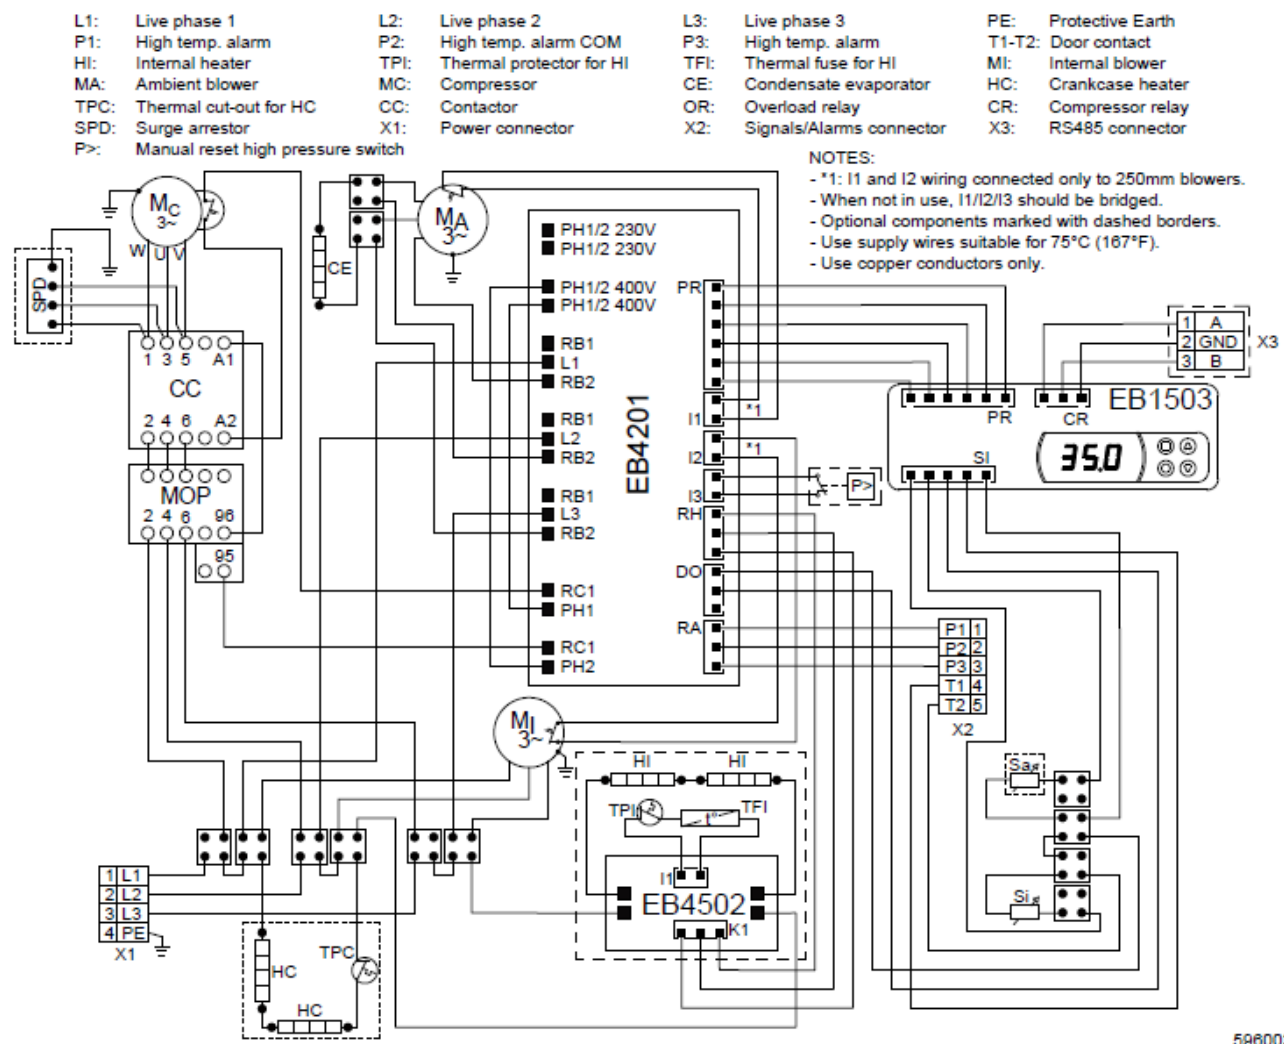 L1: Live phase 1 L2: Live phase 2 L3: Live phase 3 PE: Protective Earth
P1: High temp. alarm P2: High temp. alarm COM P3: High temp. alarm T1-T2: Door contact
HI: Internal heater TPI: Thermal protector for HI TFI: Thermal fuse for HI MI: Internal blower
MA: Ambient blower MC: Compressor CE: Condensate evaporator HC: Crankcase heater
TPC: Thermal cut-out for HC CC: Contactor OR: Overload relay CR: Compressor relay
SPD: Surge arrestor X1: Power connector X2: Signals/Alarms connector X3: RS485 connector
P>: Manual reset high pressure switch
NOTES:
- *1: I1 and I2 wiring connected only to 250mm blowers.
- When not in use, I1/I2/I3 should be bridged.
- Optional components marked with dashed borders.
- Use supply wires suitable for 75°C (167°F).
- Use copper conductors only.
MC
3~
W U V
SPD
1 3 5 A1
CC
2 4 6 A2
MOP
2 4 6 96
95
CE
MA
3~
PH1/2 230V
PH1/2 230V
PH1/2 400V
PH1/2 400V
RB1
L1
RB2
RB1
L2
RB2
RB1
L3
RB2
RC1
PH1
RC1
PH2
EB4201
PR
I1
I2
I3
RH
DO
RA
*1
*1
P>
1 A
2 GND
3 B
X3
PR
CR
EB1503
SI
35.0
P1 1
P2 2
P3 3
T1 4
T2 5
X2
Sa
Si
MI
3~
HI HI
TPI
t°
TFI
I1
EB4502
K1
1 L1
2 L2
3 L3
4 PE
X1
HC
TPC
HC